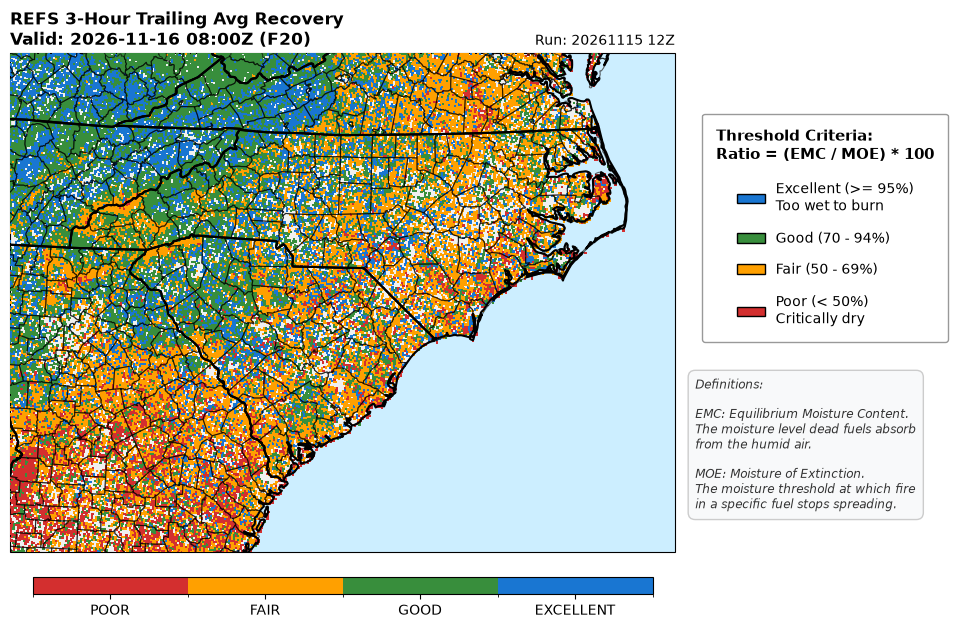 REFS 3-Hour Trailing Avg Recovery
Valid: 2026-11-16 08:00Z (F20)
Run: 20261115 12Z
Threshold Criteria:
Ratio = (EMC / MOE) * 100
Excellent (>= 95%)
Too wet to burn
Good (70 - 94%)
Fair (50 - 69%)
Poor (< 50%)
Critically dry
Definitions:
EMC: Equilibrium Moisture Content.
The moisture level dead fuels absorb
from the humid air.
MOE: Moisture of Extinction.
The moisture threshold at which fire
in a specific fuel stops spreading.
POOR
FAIR
GOOD
EXCELLENT